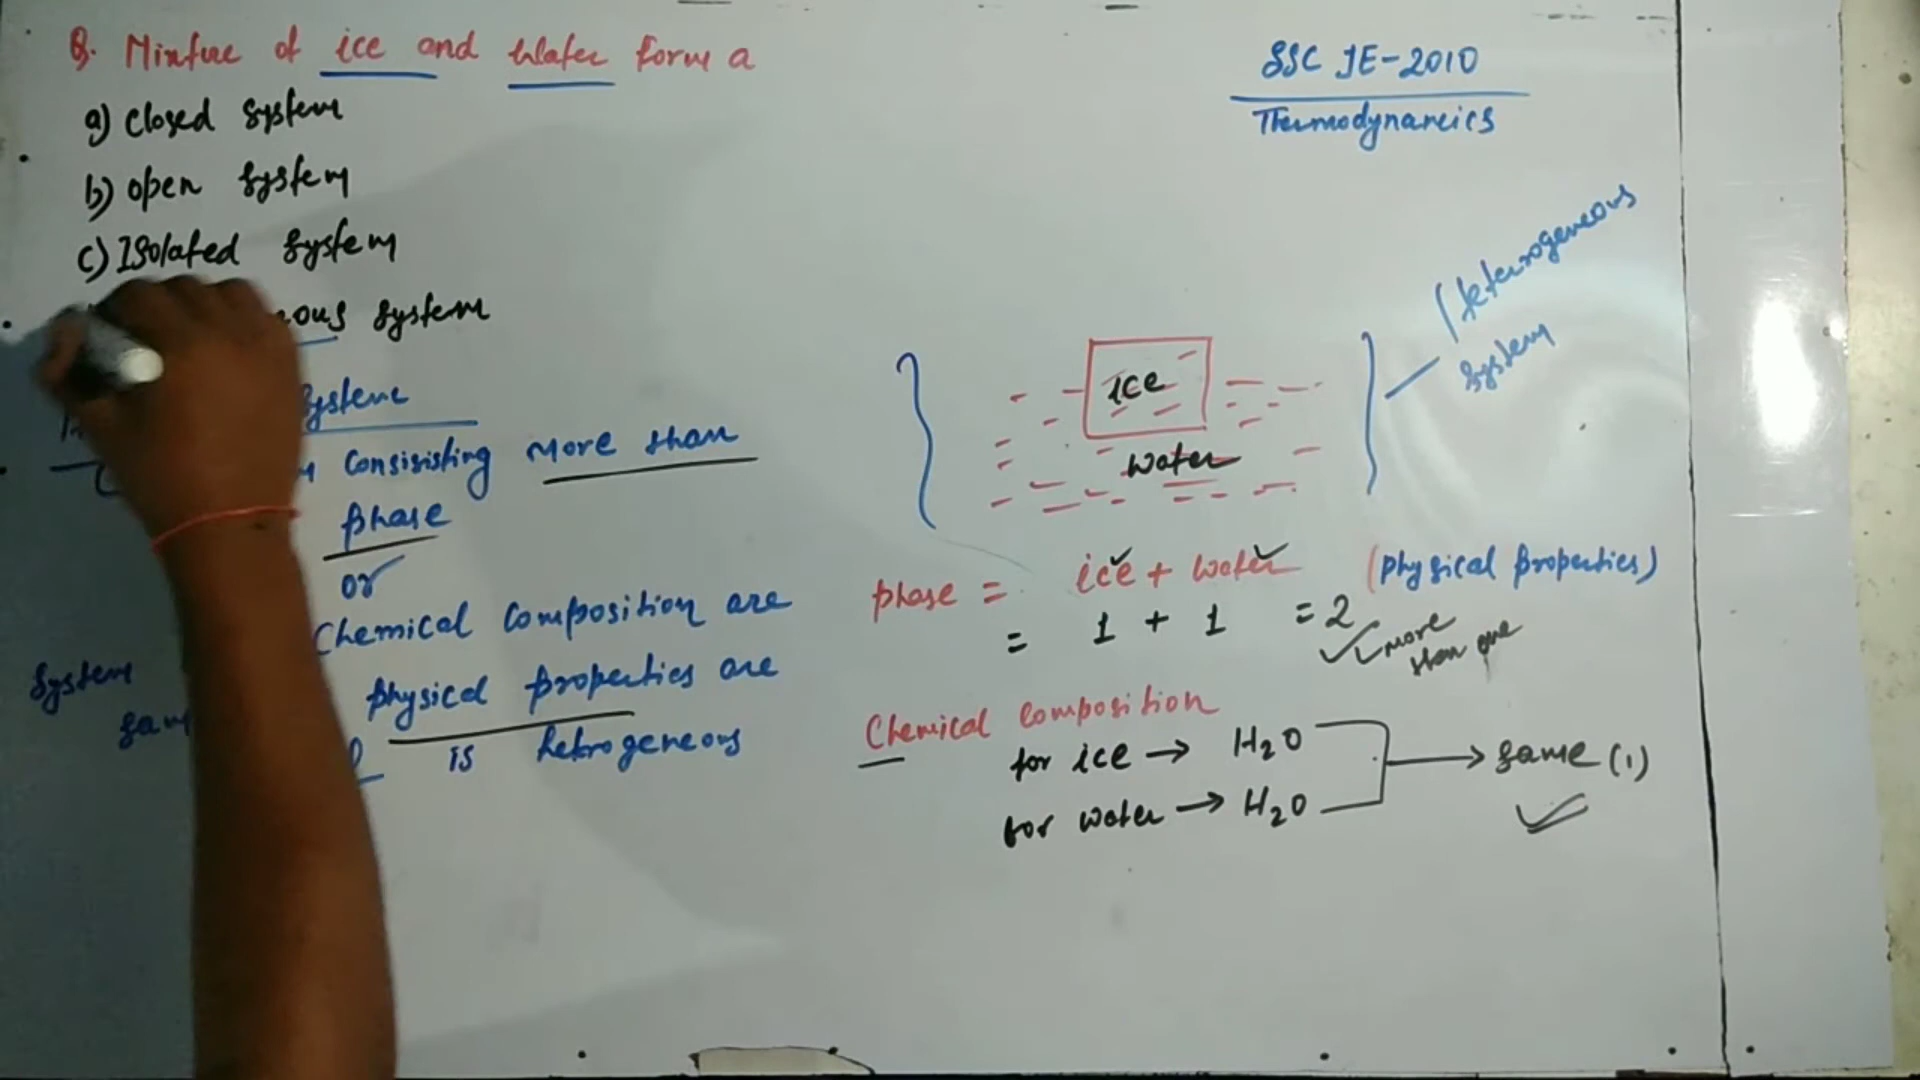 Q. Mixture of ice and water form a
a) Closed system
b) open system
c) Isolated system
system
System
Consisisting more than
phase
or
Chemical composition are
System physical properties are
is hetrogeneous
SSC JE-2010
Thermodynamics
Heterogeneous
system
ice
water
phase = ice + water (physical properties)
= 1 + 1 = 2
more
than one
Chemical composition
for ice → H2O
for water → H2O
same (1)